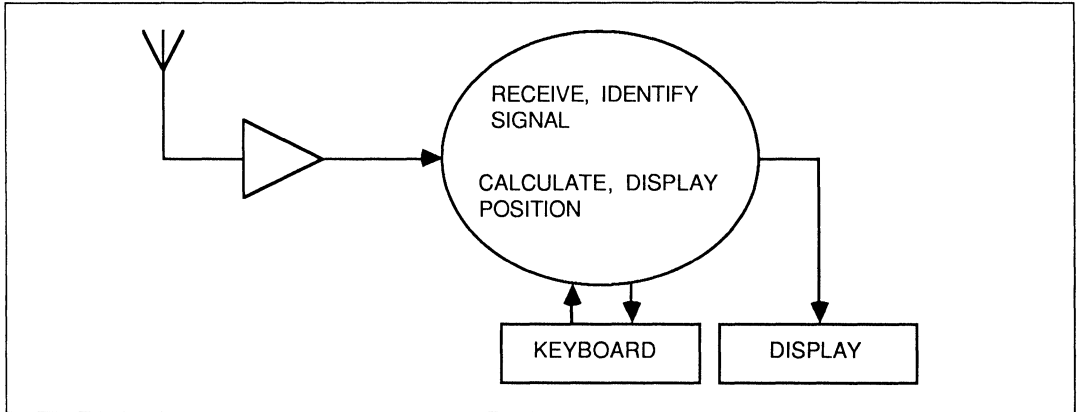 RECEIVE, IDENTIFY
SIGNAL
CALCULATE, DISPLAY
POSITION
KEYBOARD
DISPLAY